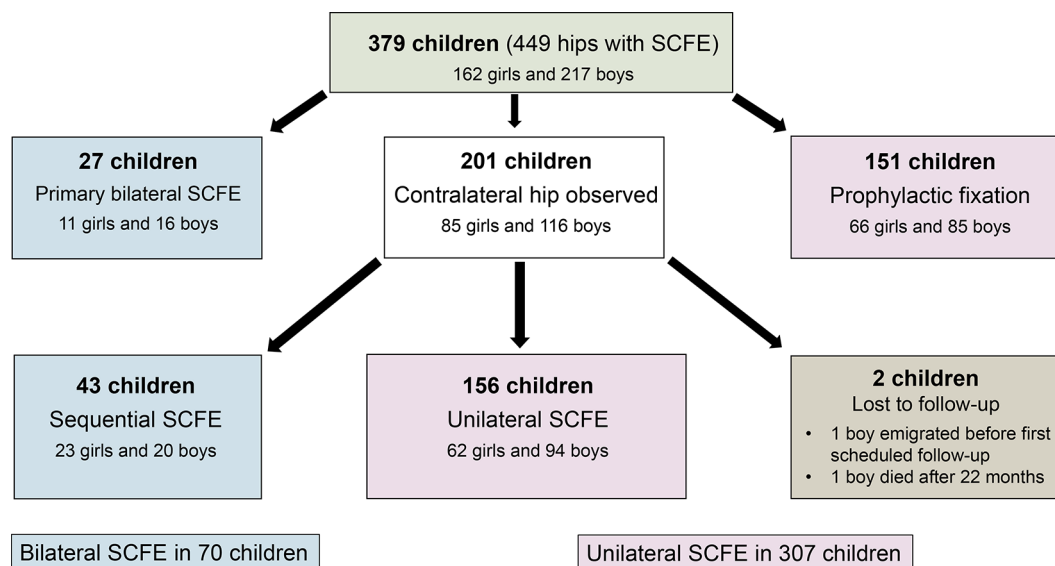 379 children (449 hips with SCFE)
162 girls and 217 boys
27 children
Primary bilateral SCFE
11 girls and 16 boys
201 children
Contralateral hip observed
85 girls and 116 boys
151 children
Prophylactic fixation
66 girls and 85 boys
43 children
Sequential SCFE
23 girls and 20 boys
156 children
Unilateral SCFE
62 girls and 94 boys
2 children
Lost to follow-up
• 1 boy emigrated before first
scheduled follow-up
• 1 boy died after 22 months
Bilateral SCFE in 70 children
Unilateral SCFE in 307 children